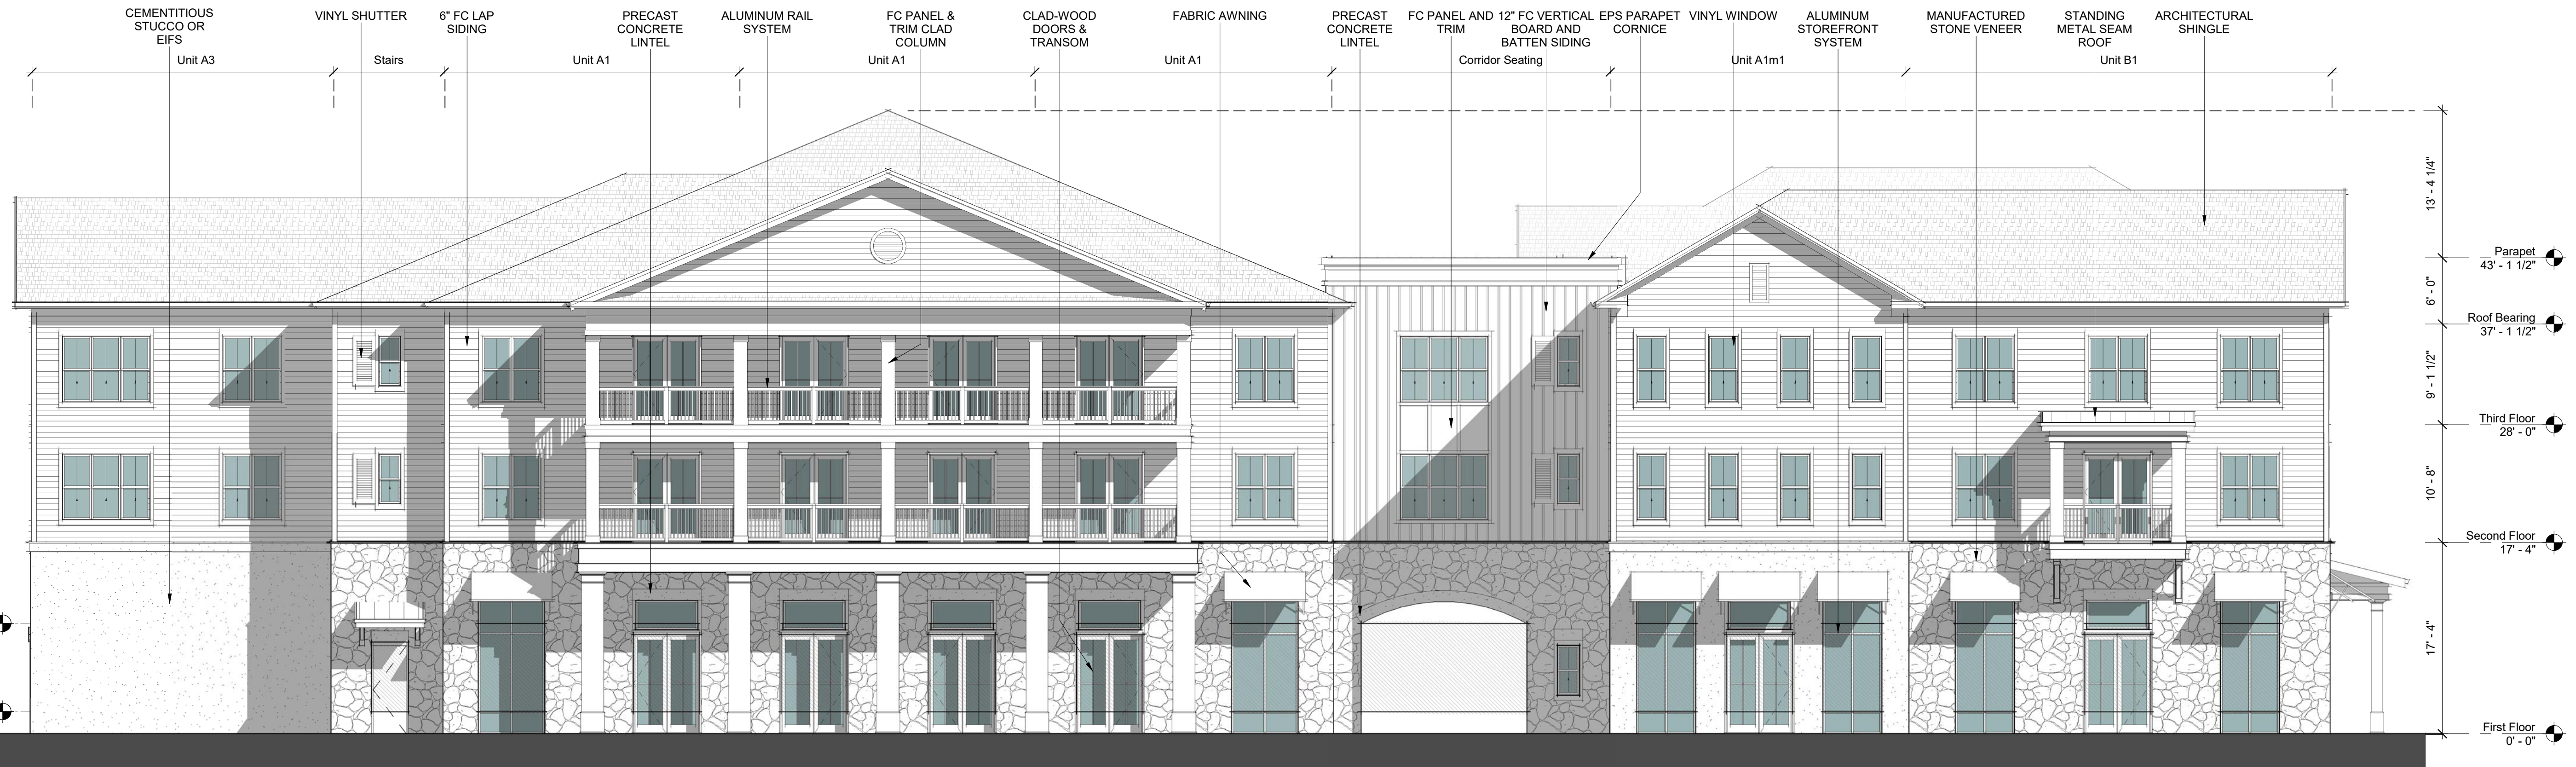 CEMENTITIOUS
STUCCO OR
EIFS
VINYL SHUTTER
6" FC LAP
SIDING
PRECAST
CONCRETE
LINTEL
ALUMINUM RAIL
SYSTEM
FC PANEL &
TRIM CLAD
COLUMN
CLAD-WOOD
DOORS &
TRANSOM
FABRIC AWNING
PRECAST
CONCRETE
LINTEL
FC PANEL AND
TRIM
12" FC VERTICAL
BOARD AND
BATTEN SIDING
EPS PARAPET
CORNICE
VINYL WINDOW
ALUMINUM
STOREFRONT
SYSTEM
MANUFACTURED
STONE VENEER
STANDING
METAL SEAM
ROOF
ARCHITECTURAL
SHINGLE
Unit A3
Stairs
Unit A1
Unit A1
Unit A1
Corridor Seating
Unit A1m1
Unit B1
13' - 4 1/4"
Parapet
43' - 1 1/2"
6' - 0"
Roof Bearing
37' - 1 1/2"
9' - 1 1/2"
Third Floor
28' - 0"
10' - 8"
Second Floor
17' - 4"
17' - 4"
First Floor
0' - 0"